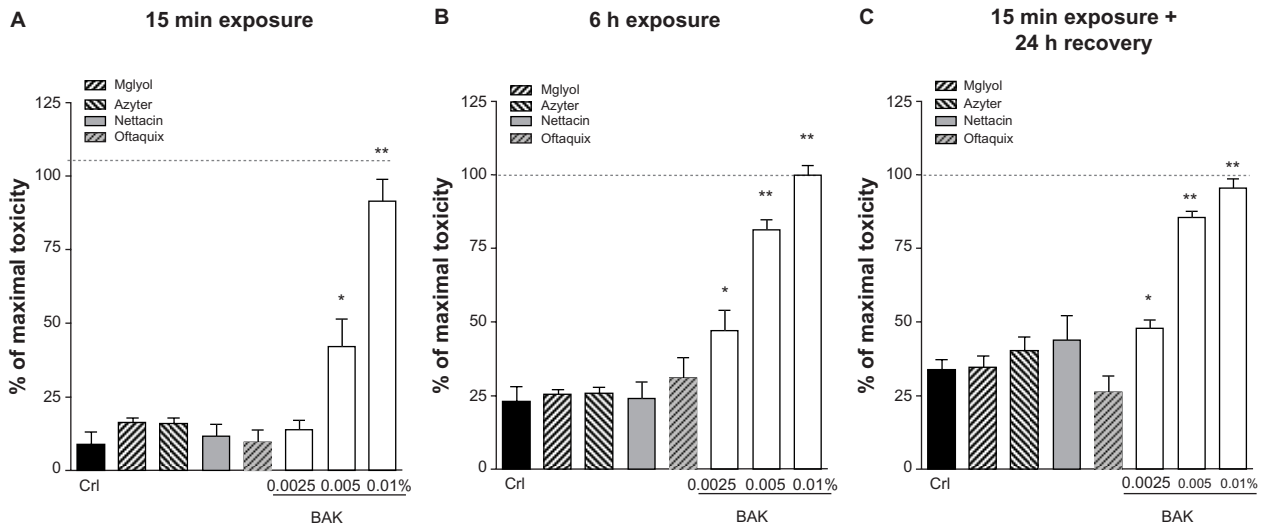 A
15 min exposure
Mglyol
Azyter
Nettacin
Oftaquix
125
100
75
50
25
0
% of maximal toxicity
*
**
Crl
0.0025 0.005 0.01%
BAK
B
6 h exposure
Mglyol
Azyter
Nettacin
Oftaquix
125
100
75
50
25
0
% of maximal toxicity
*
**
**
Crl
0.0025 0.005 0.01%
BAK
C
15 min exposure +
24 h recovery
Mglyol
Azyter
Nettacin
Oftaquix
125
100
75
50
25
0
% of maximal toxicity
*
**
**
Crl
0.0025 0.005 0.01%
BAK